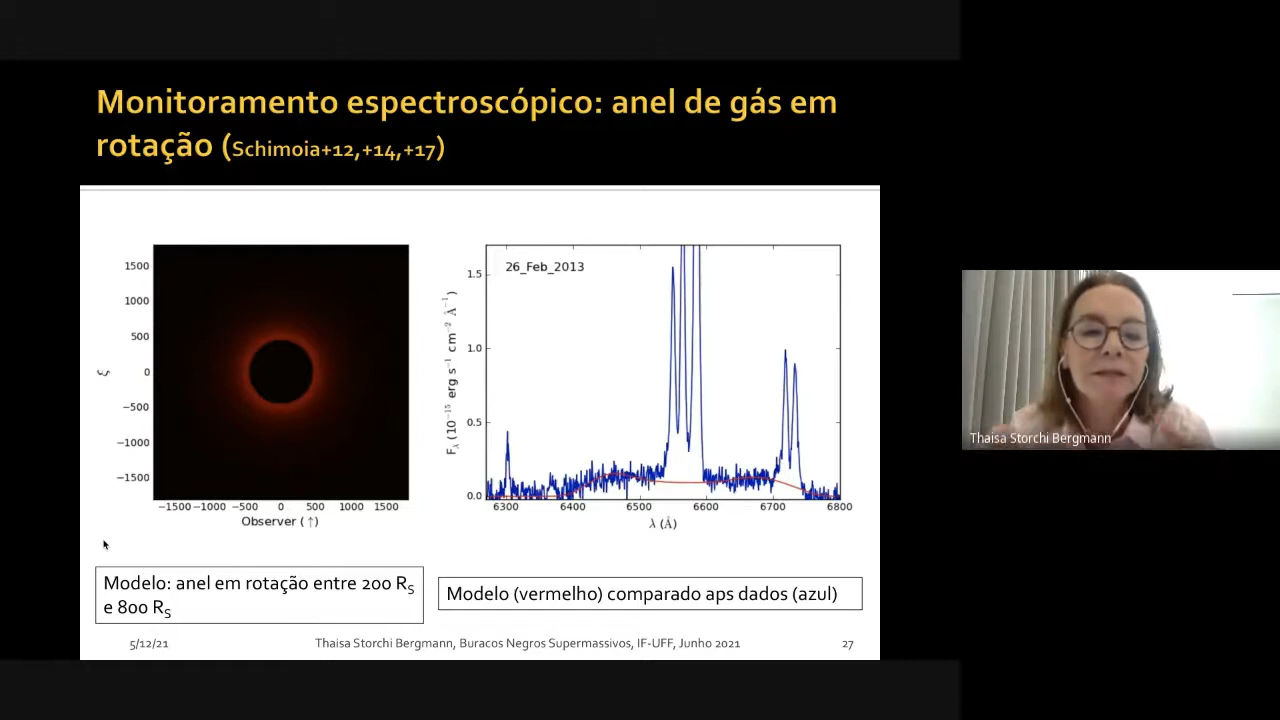 Monitoramento espectroscópico: anel de gás em
rotação (Schimoia+12,+14,+17)
1500
1000
500
0
−500
−1000
−1500
ξ
−1500 −1000 −500 0 500 1000 1500
Observer (↑)
26_Feb_2013
1.5
1.0
0.5
0.0
F_λ (10⁻¹⁵ erg s⁻¹ cm⁻² Å⁻¹)
6300 6400 6500 6600 6700 6800
λ (Å)
Thaisa Storchi Bergmann
Modelo: anel em rotação entre 200 R_S
e 800 R_S
Modelo (vermelho) comparado aps dados (azul)
5/12/21 Thaisa Storchi Bergmann, Buracos Negros Supermassivos, IF-UFF, Junho 2021 27